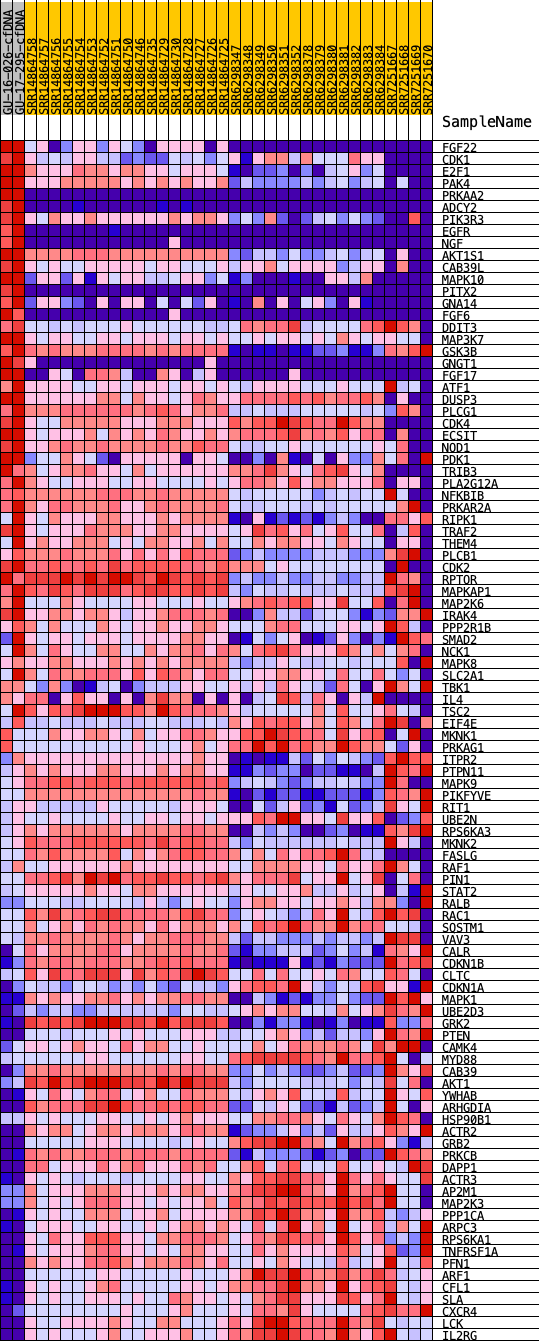 GU-16-026-cfDNA
GU-17-295-cfDNA
SRR14864758
SRR14864757
SRR14864756
SRR14864755
SRR14864754
SRR14864753
SRR14864752
SRR14864751
SRR14864750
SRR14864746
SRR14864735
SRR14864729
SRR14864730
SRR14864728
SRR14864727
SRR14864726
SRR14864725
SRR6298347
SRR6298348
SRR6298349
SRR6298350
SRR6298351
SRR6298352
SRR6298378
SRR6298379
SRR6298380
SRR6298381
SRR6298382
SRR6298383
SRR6298384
SRR7251667
SRR7251668
SRR7251669
SRR7251670
SampleName
FGF22
CDK1
E2F1
PAK4
PRKAA2
ADCY2
PIK3R3
EGFR
NGF
AKT1S1
CAB39L
MAPK10
PITX2
GNA14
FGF6
DDIT3
MAP3K7
GSK3B
GNGT1
FGF17
ATF1
DUSP3
PLCG1
CDK4
ECSIT
NOD1
PDK1
TRIB3
PLA2G12A
NFKBIB
PRKAR2A
RIPK1
TRAF2
THEM4
PLCB1
CDK2
RPTOR
MAPKAP1
MAP2K6
IRAK4
PPP2R1B
SMAD2
NCK1
MAPK8
SLC2A1
TBK1
IL4
TSC2
EIF4E
MKNK1
PRKAG1
ITPR2
PTPN11
MAPK9
PIKFYVE
RIT1
UBE2N
RPS6KA3
MKNK2
FASLG
RAF1
PIN1
STAT2
RALB
RAC1
SQSTM1
VAV3
CALR
CDKN1B
CLTC
CDKN1A
MAPK1
UBE2D3
GRK2
PTEN
CAMK4
MYD88
CAB39
AKT1
YWHAB
ARHGDIA
HSP90B1
ACTR2
GRB2
PRKCB
DAPP1
ACTR3
AP2M1
MAP2K3
PPP1CA
ARPC3
RPS6KA1
TNFRSF1A
PFN1
ARF1
CFL1
SLA
CXCR4
LCK
IL2RG